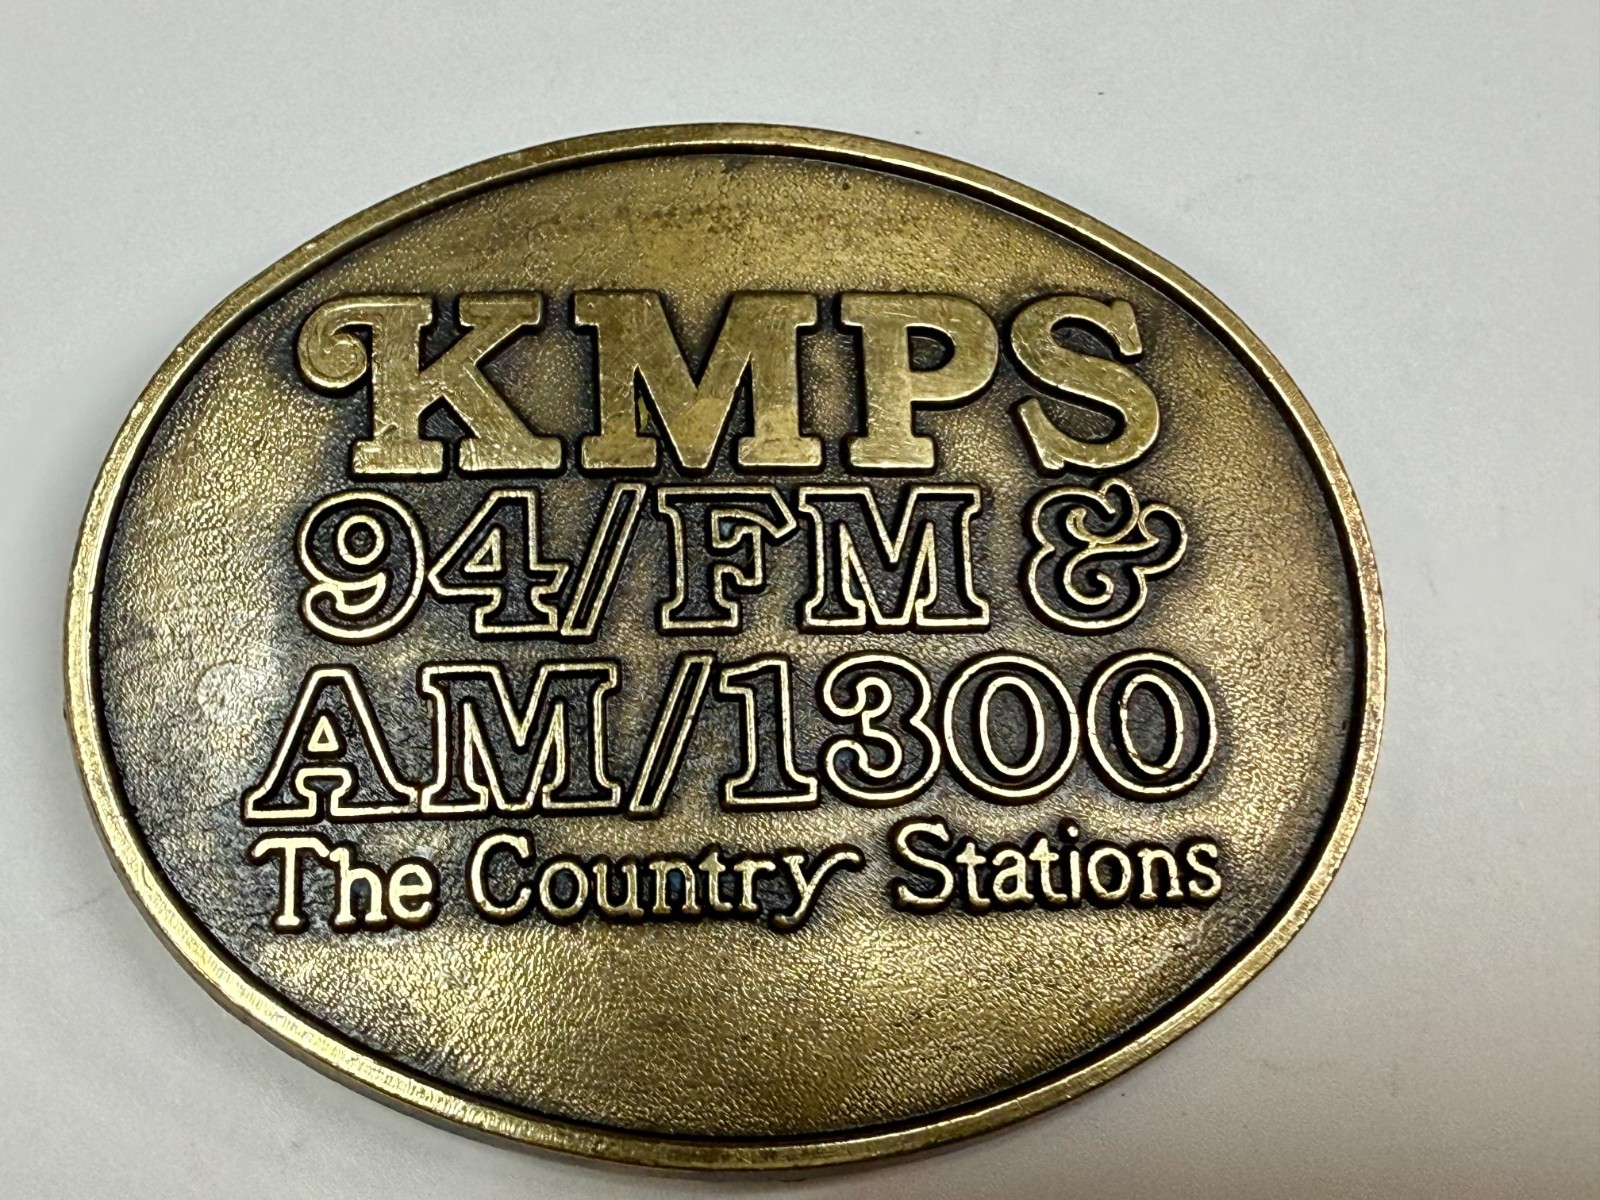 KMPS
94/FM &
AM/1300
The Country Stations